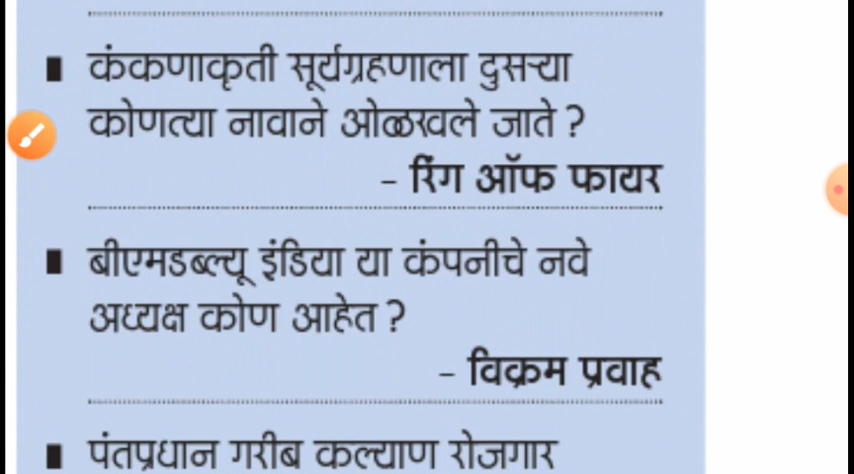 ▪ कंकणाकृती सूर्यग्रहणाला दुसऱ्या
कोणत्या नावाने ओळखले जाते ?
- रिंग ऑफ फायर
▪ बीएमडब्ल्यू इंडिया या कंपनीचे नवे
अध्यक्ष कोण आहेत ?
- विक्रम प्रवाह
▪ पंतप्रधान गरीब कल्याण रोजगार